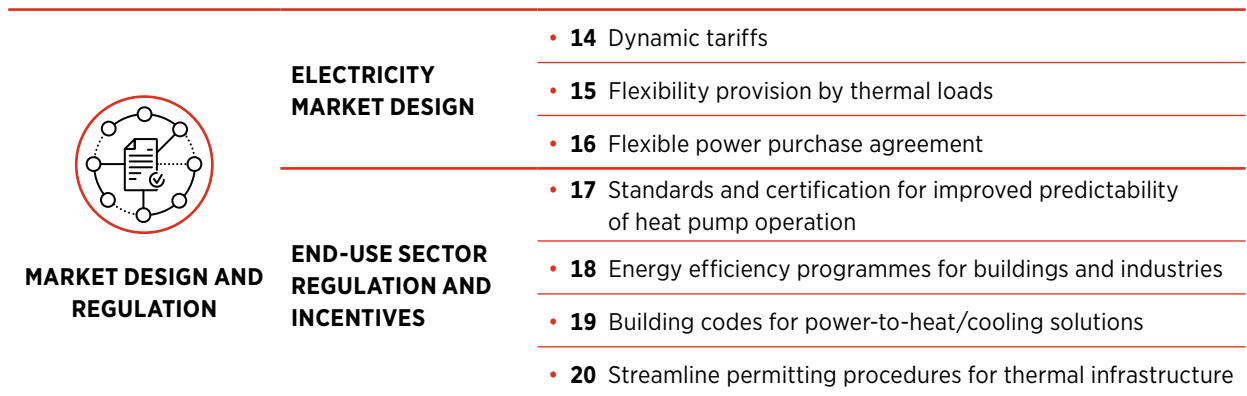 MARKET DESIGN AND
REGULATION
ELECTRICITY
MARKET DESIGN
• 14 Dynamic tariffs
• 15 Flexibility provision by thermal loads
• 16 Flexible power purchase agreement
END-USE SECTOR
REGULATION AND
INCENTIVES
• 17 Standards and certification for improved predictability
of heat pump operation
• 18 Energy efficiency programmes for buildings and industries
• 19 Building codes for power-to-heat/cooling solutions
• 20 Streamline permitting procedures for thermal infrastructure